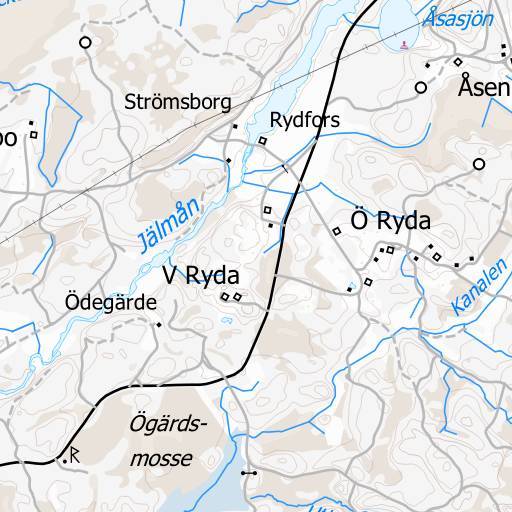 Åsasjön
Åsen
Strömsborg
Rydfors
Jälmån
Ö Ryda
V Ryda
Kanalen
Ödegärde
Ögärds-
mosse